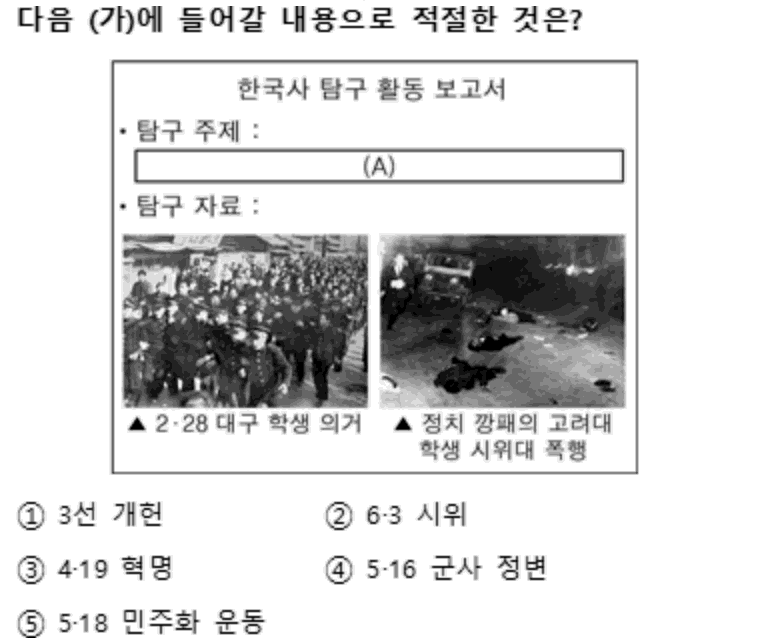 다음 (가)에 들어갈 내용으로 적절한 것은?
한국사 탐구 활동 보고서
• 탐구 주제 :
(A)
• 탐구 자료 :
▲ 2·28 대구 학생 의거
▲ 정치 깡패의 고려대
학생 시위대 폭행
① 3선 개헌
② 6·3 시위
③ 4·19 혁명
④ 5·16 군사 정변
⑤ 5·18 민주화 운동